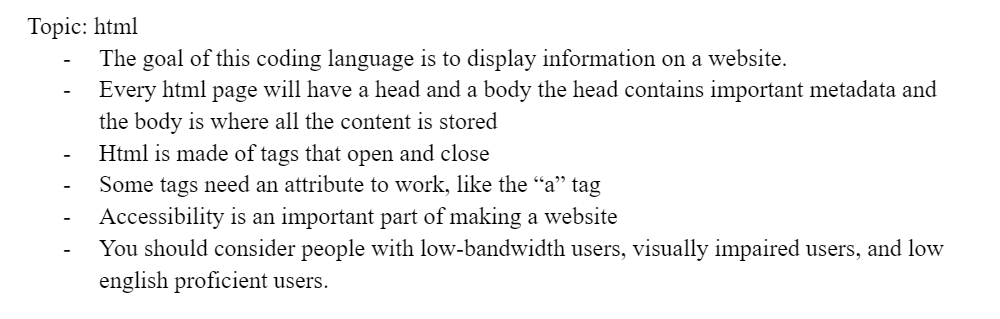 Topic: html
- The goal of this coding language is to display information on a website.
- Every html page will have a head and a body the head contains important metadata and
the body is where all the content is stored
- Html is made of tags that open and close
- Some tags need an attribute to work, like the “a” tag
- Accessibility is an important part of making a website
- You should consider people with low-bandwidth users, visually impaired users, and low
english proficient users.